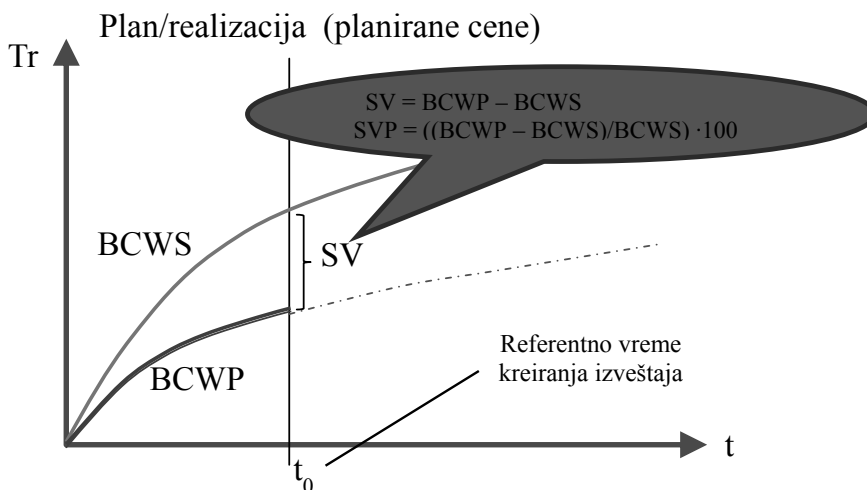 Plan/realizacija (planirane cene)
Tr
SV = BCWP – BCWS
SVP = ((BCWP – BCWS)/BCWS) ·100
BCWS
SV
BCWP
Referentno vreme
kreiranja izveštaja
t
t₀